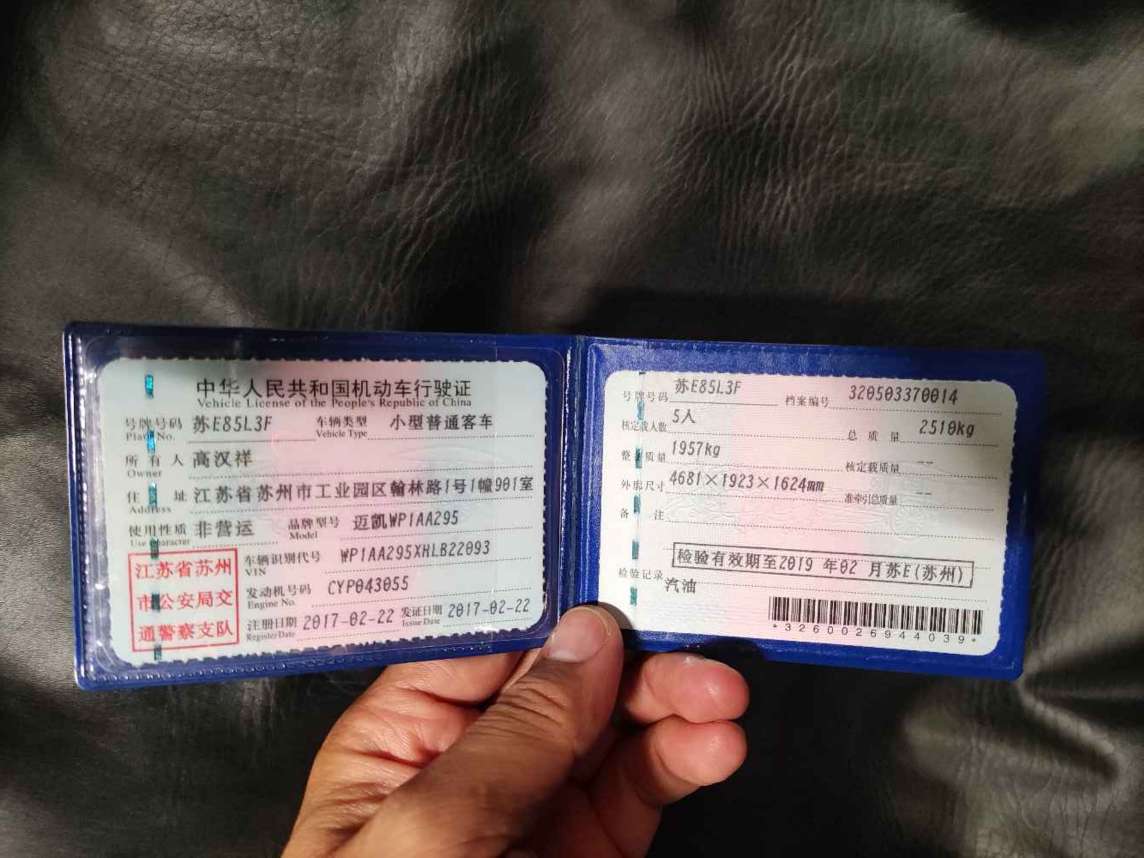 中华人民共和国机动车行驶证
Vehicle License of the People's Republic of China
号牌号码 苏E85L3F 车辆类型 小型普通客车
Plate No. Vehicle Type
所有人 高汉祥
Owner
住址 江苏省苏州市工业园区翰林路1号1幢901室
Address
使用性质 非营运 品牌型号 迈凯WP1AA295
Use Character Model
江苏省苏州
市公安局交
通警察支队
车辆识别代号 WP1AA295XHLB22093
VIN
发动机号码 CYP043055
Engine No.
注册日期 2017-02-22 发证日期 2017-02-22
Register Date Issue Date
号牌号码 苏E85L3F 档案编号 320503370014
核定载人数 5人 总质量 2510kg
整备质量 1957kg 核定载质量 --
外廓尺寸 4681×1923×1624mm 准牵引总质量 --
备注
检验有效期至2019年02月苏E(苏州)
检验记录
汽油
*3260026944039*